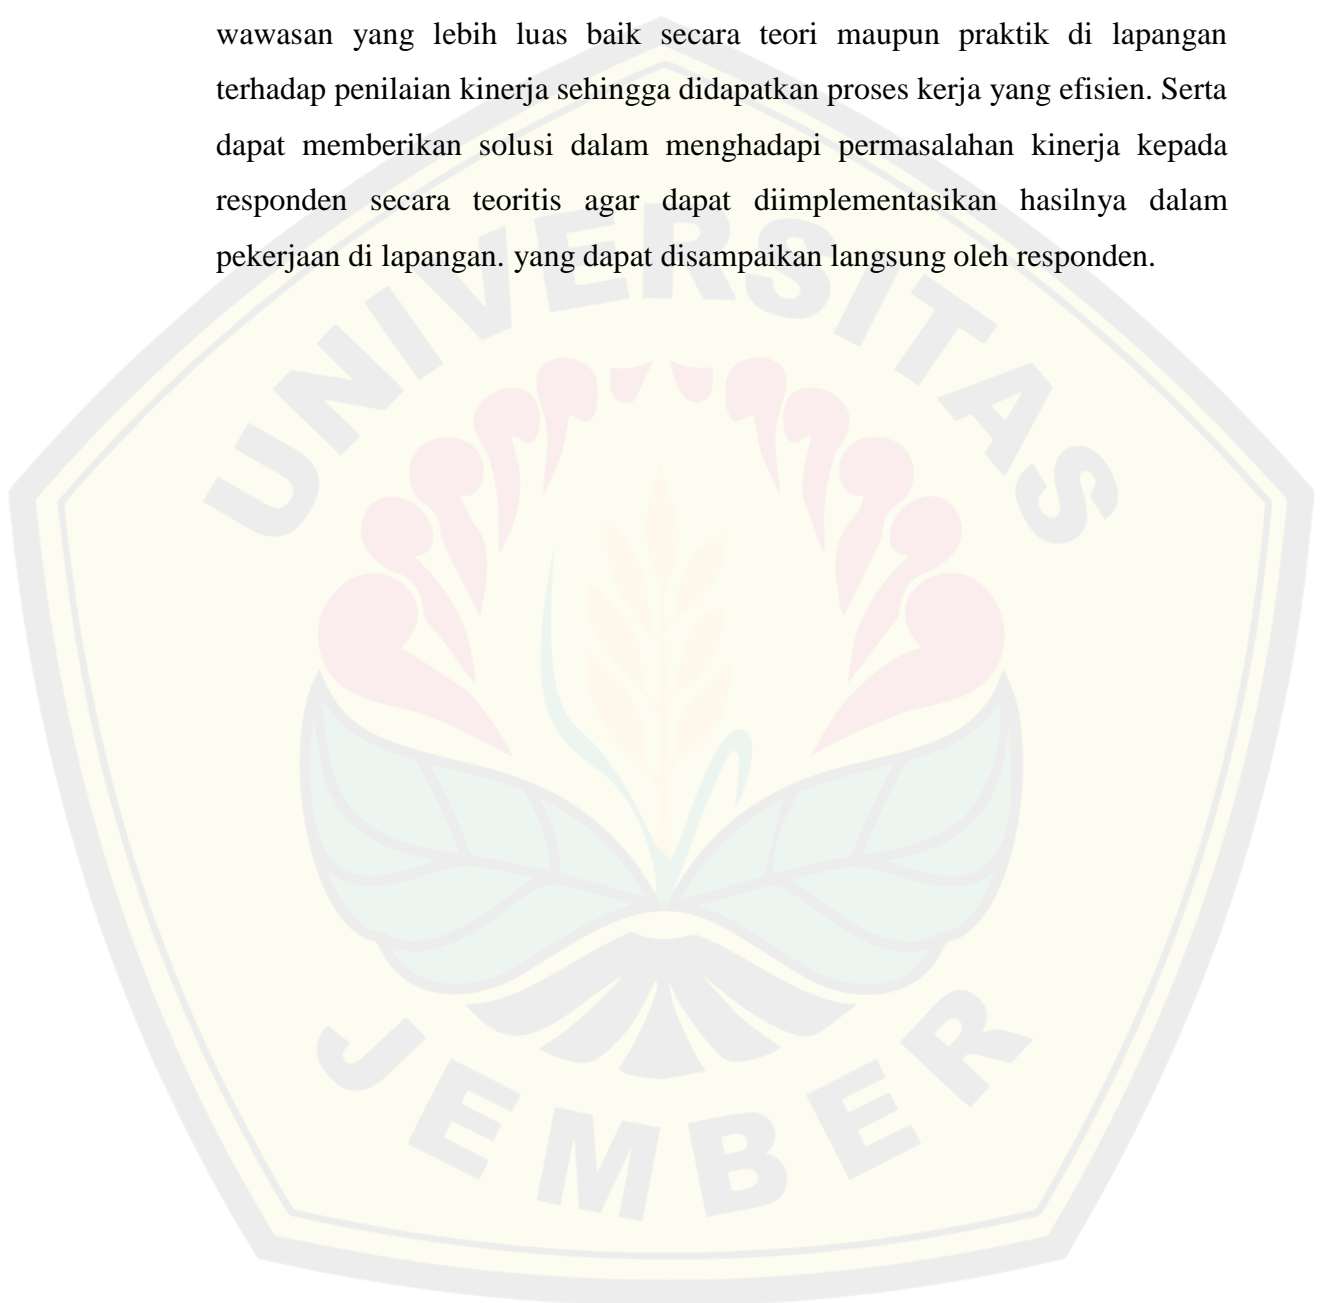 wawasan yang lebih luas baik secara teori maupun praktik di lapangan
terhadap penilaian kinerja sehingga didapatkan proses kerja yang efisien. Serta
dapat memberikan solusi dalam menghadapi permasalahan kinerja kepada
responden secara teoritis agar dapat diimplementasikan hasilnya dalam
pekerjaan di lapangan. yang dapat disampaikan langsung oleh responden.
UNIVERSITAS
JEMBER